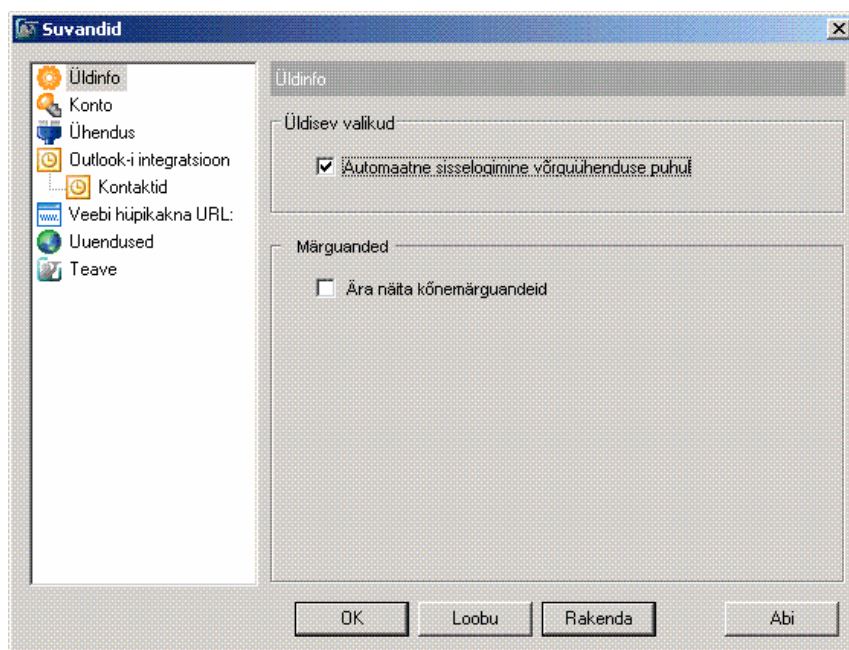 Suvandid
Üldinfo
Konto
Ühendus
Outlook-i integratsioon
Kontaktid
Veebi hüpikakna URL:
Uuendused
Teave
Üldinfo
Üldisev valikud
Automaatne sisselogimine võrguühenduse puhul
Märguanded
Ära näita kõnemärguandeid
OK
Loobu
Rakenda
Abi